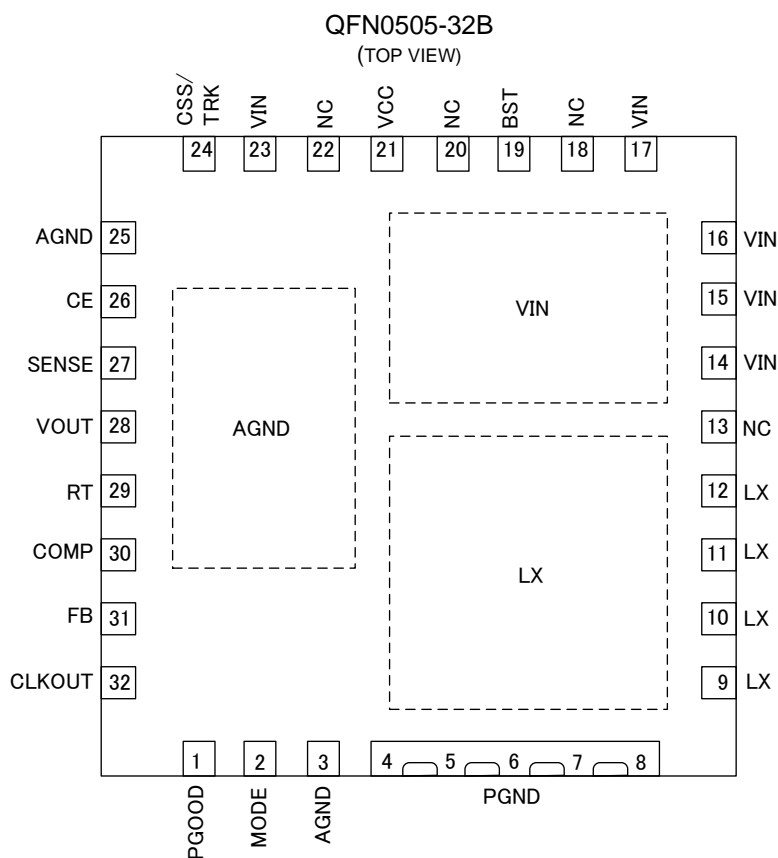 QFN0505-32B
(TOP VIEW)
CSS/
TRK
VIN
NC
VCC
NC
BST
NC
VIN
24 23 22 21 20 19 18 17
AGND 25
CE 26
SENSE 27
VOUT 28
RT 29
COMP 30
FB 31
CLKOUT 32
AGND
VIN
LX
16 VIN
15 VIN
14 VIN
13 NC
12 LX
11 LX
10 LX
9 LX
1 2 3 4 5 6 7 8
PGOOD
MODE
AGND
PGND